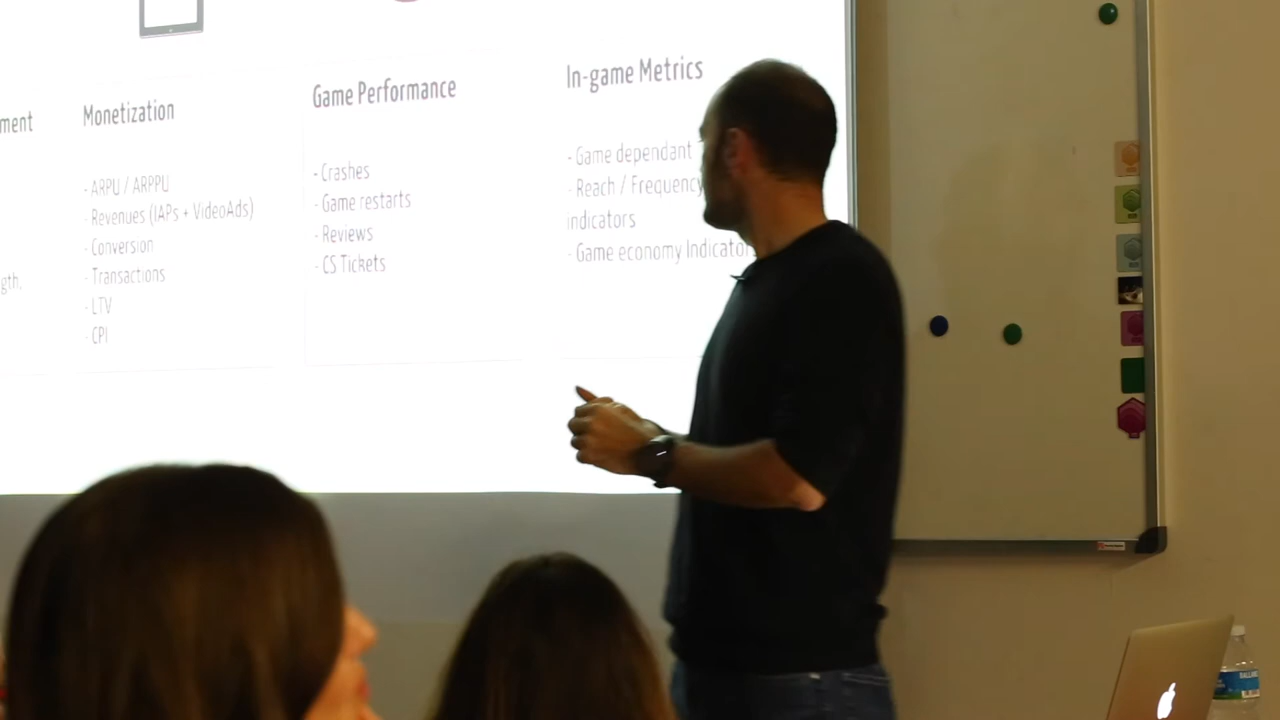 ment
gth,
Monetization
- ARPU / ARPPU
- Revenues (IAPs + VideoAds)
- Conversion
- Transactions
- LTV
- CPI
Game Performance
- Crashes
- Game restarts
- Reviews
- CS Tickets
In-game Metrics
- Game dependant
- Reach / Frequency
indicators
- Game economy Indicators